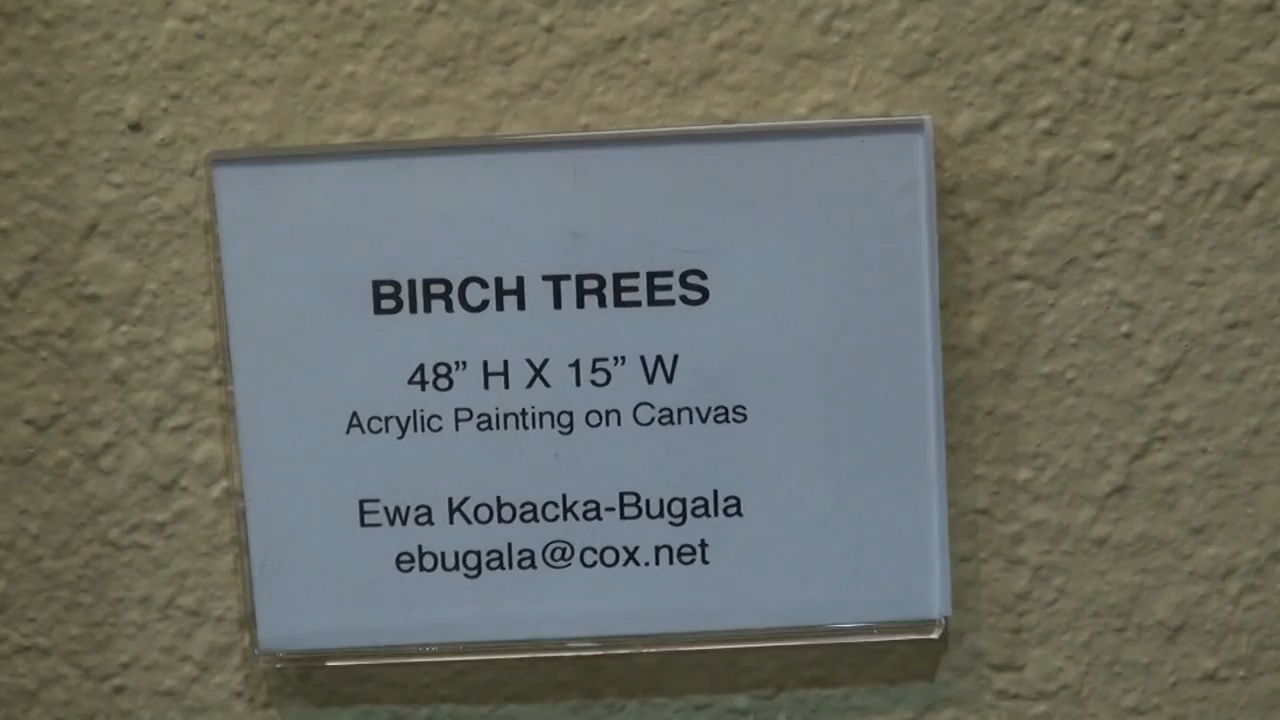 BIRCH TREES
48” H X 15” W
Acrylic Painting on Canvas
Ewa Kobacka-Bugala
ebugala@cox.net